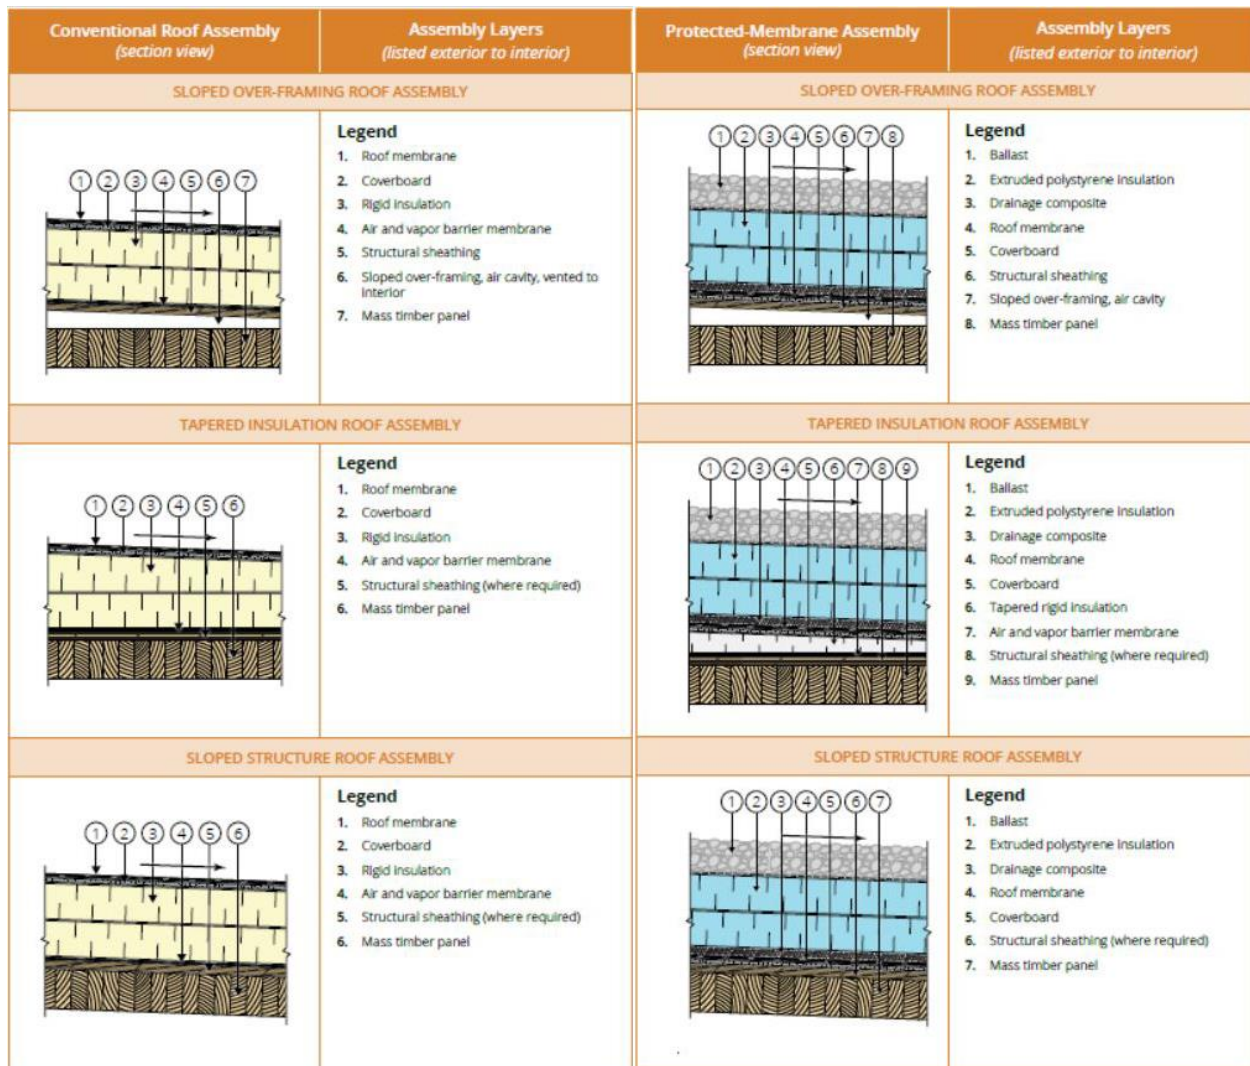 Conventional Roof Assembly
(section view)
Assembly Layers
(listed exterior to interior)
SLOPED OVER-FRAMING ROOF ASSEMBLY
1 2 3 4 5 6 7
Legend
1. Roof membrane
2. Coverboard
3. Rigid insulation
4. Air and vapor barrier membrane
5. Structural sheathing
6. Sloped over-framing, air cavity, vented to
interior
7. Mass timber panel
TAPERED INSULATION ROOF ASSEMBLY
1 2 3 4 5 6
Legend
1. Roof membrane
2. Coverboard
3. Rigid insulation
4. Air and vapor barrier membrane
5. Structural sheathing (where required)
6. Mass timber panel
SLOPED STRUCTURE ROOF ASSEMBLY
1 2 3 4 5 6
Legend
1. Roof membrane
2. Coverboard
3. Rigid insulation
4. Air and vapor barrier membrane
5. Structural sheathing (where required)
6. Mass timber panel
Protected-Membrane Assembly
(section view)
Assembly Layers
(listed exterior to interior)
SLOPED OVER-FRAMING ROOF ASSEMBLY
1 2 3 4 5 6 7 8
Legend
1. Ballast
2. Extruded polystyrene insulation
3. Drainage composite
4. Roof membrane
5. Coverboard
6. Structural sheathing
7. Sloped over-framing, air cavity
8. Mass timber panel
TAPERED INSULATION ROOF ASSEMBLY
1 2 3 4 5 6 7 8 9
Legend
1. Ballast
2. Extruded polystyrene insulation
3. Drainage composite
4. Roof membrane
5. Coverboard
6. Tapered rigid insulation
7. Air and vapor barrier membrane
8. Structural sheathing (where required)
9. Mass timber panel
SLOPED STRUCTURE ROOF ASSEMBLY
1 2 3 4 5 6 7
Legend
1. Ballast
2. Extruded polystyrene insulation
3. Drainage composite
4. Roof membrane
5. Coverboard
6. Structural sheathing (where required)
7. Mass timber panel